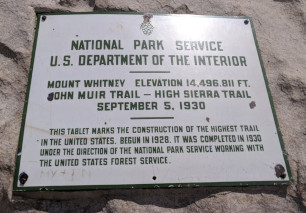 NATIONAL PARK SERVICE
U.S. DEPARTMENT OF THE INTERIOR
MOUNT WHITNEY ELEVATION 14,496.811 FT.
JOHN MUIR TRAIL — HIGH SIERRA TRAIL
SEPTEMBER 5, 1930
THIS TABLET MARKS THE CONSTRUCTION OF THE HIGHEST TRAIL
IN THE UNITED STATES. BEGUN IN 1928, IT WAS COMPLETED IN 1930
UNDER THE DIRECTION OF THE NATIONAL PARK SERVICE WORKING WITH
THE UNITED STATES FOREST SERVICE.